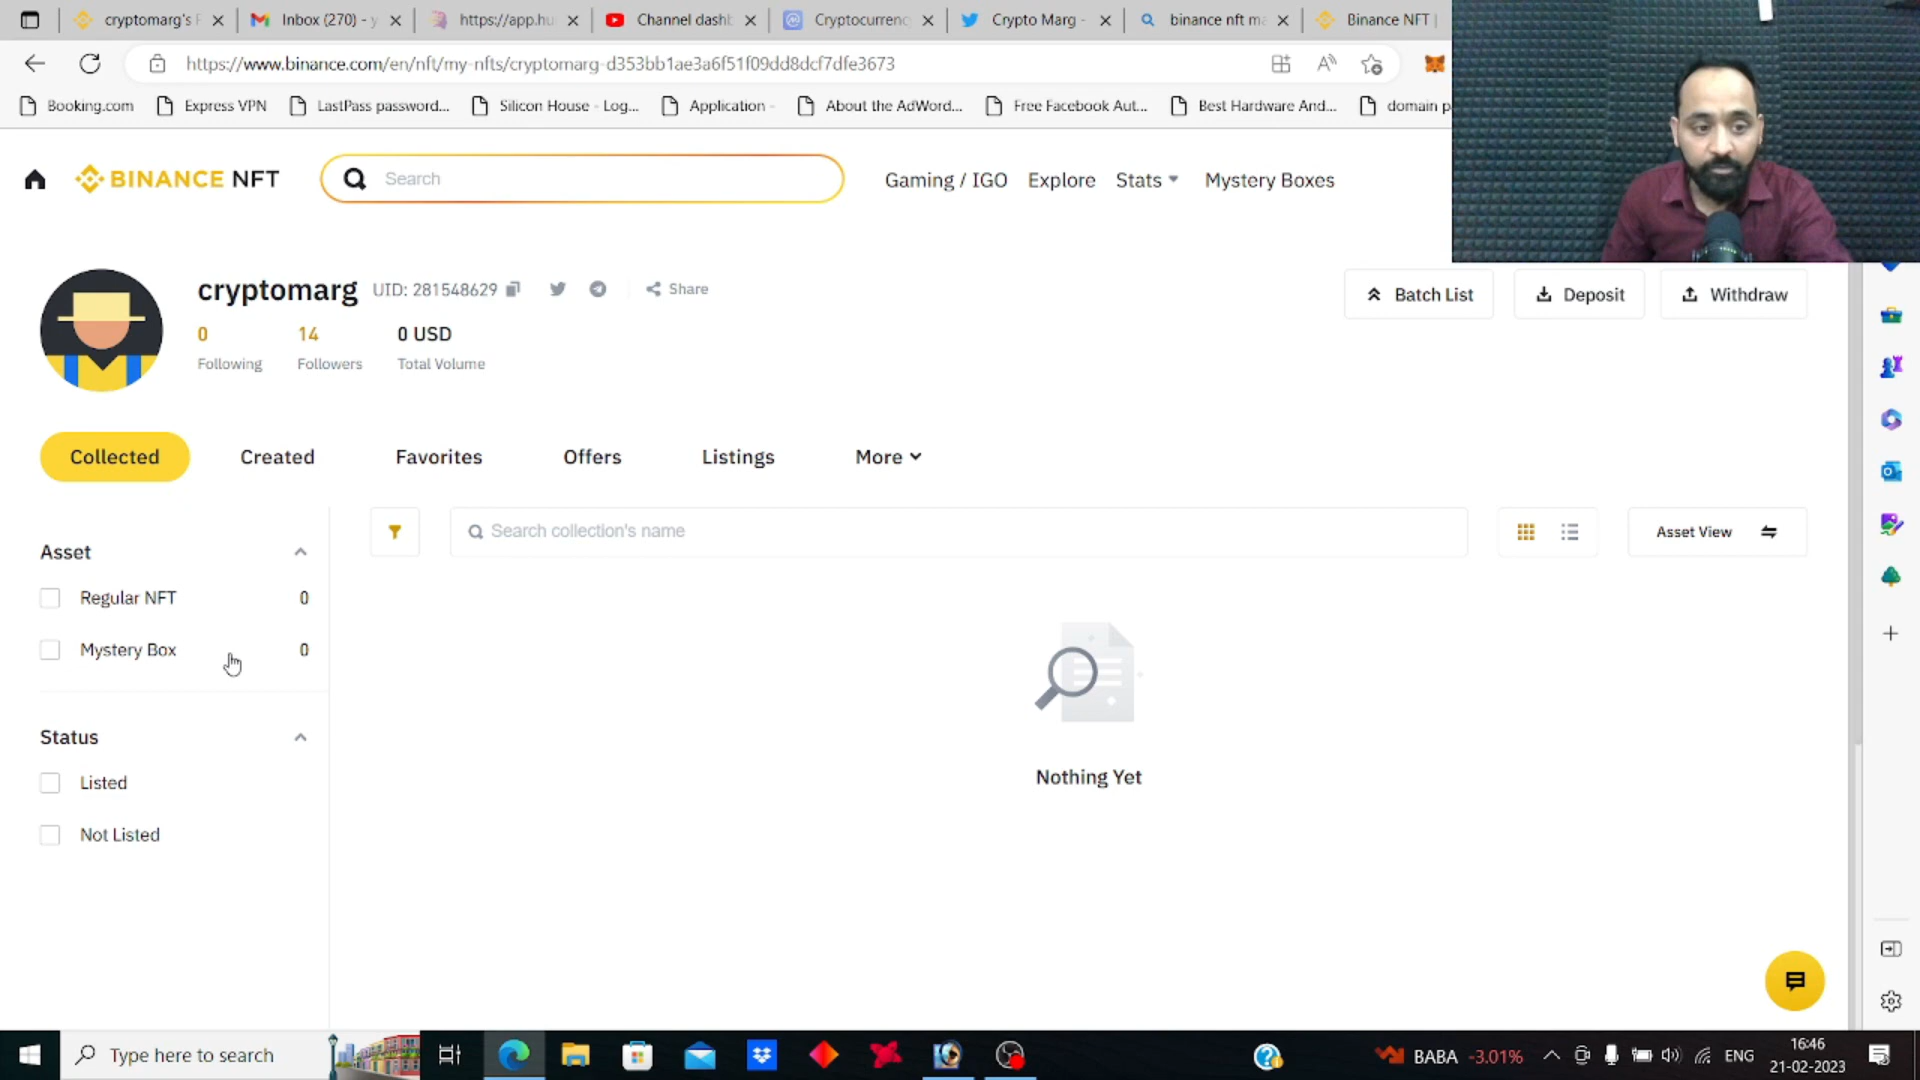 cryptomarg's F
Inbox (270) - y
https://app.hu
Channel dashb
Cryptocurrenc
Crypto Marg -
binance nft ma
Binance NFT |
https://www.binance.com/en/nft/my-nfts/cryptomarg-d353bb1ae3a6f51f09dd8dcf7dfe3673
Booking.com
Express VPN
LastPass password...
Silicon House - Log...
Application -
About the AdWord...
Free Facebook Aut...
Best Hardware And...
domain p
BINANCE NFT
Search
Gaming / IGO
Explore
Stats
Mystery Boxes
cryptomarg
UID: 281548629
Share
Batch List
Deposit
Withdraw
0
14
0 USD
Following
Followers
Total Volume
Collected
Created
Favorites
Offers
Listings
More
Search collection's name
Asset View
Asset
Regular NFT 0
Mystery Box 0
Status
Listed
Not Listed
Nothing Yet
Type here to search
BABA -3.01%
ENG
16:46
21-02-2023